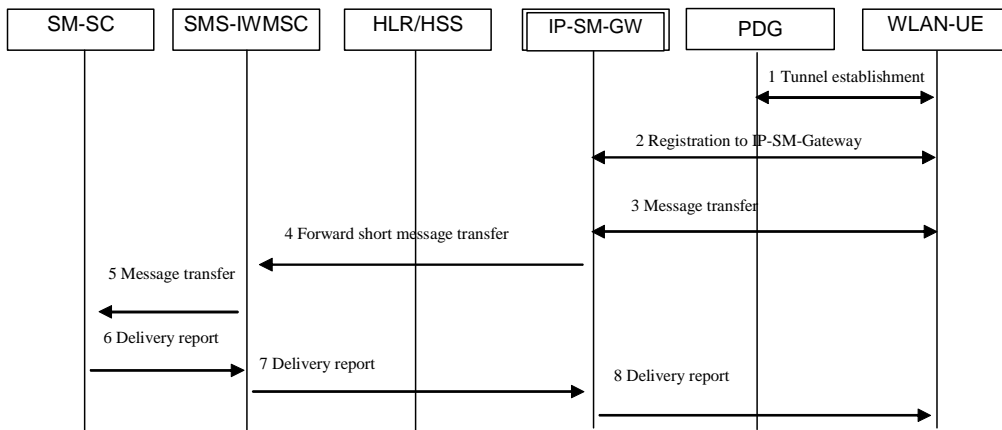 SM-SC
SMS-IWMSC
HLR/HSS
IP-SM-GW
PDG
WLAN-UE
1 Tunnel establishment
2 Registration to IP-SM-Gateway
3 Message transfer
4 Forward short message transfer
5 Message transfer
6 Delivery report
7 Delivery report
8 Delivery report